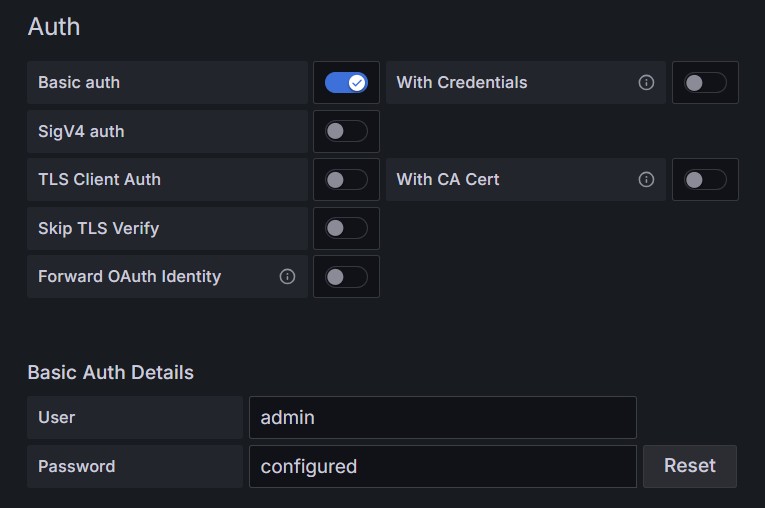 Auth
Basic auth With Credentials
SigV4 auth
TLS Client Auth With CA Cert
Skip TLS Verify
Forward OAuth Identity
Basic Auth Details
User admin
Password configured Reset